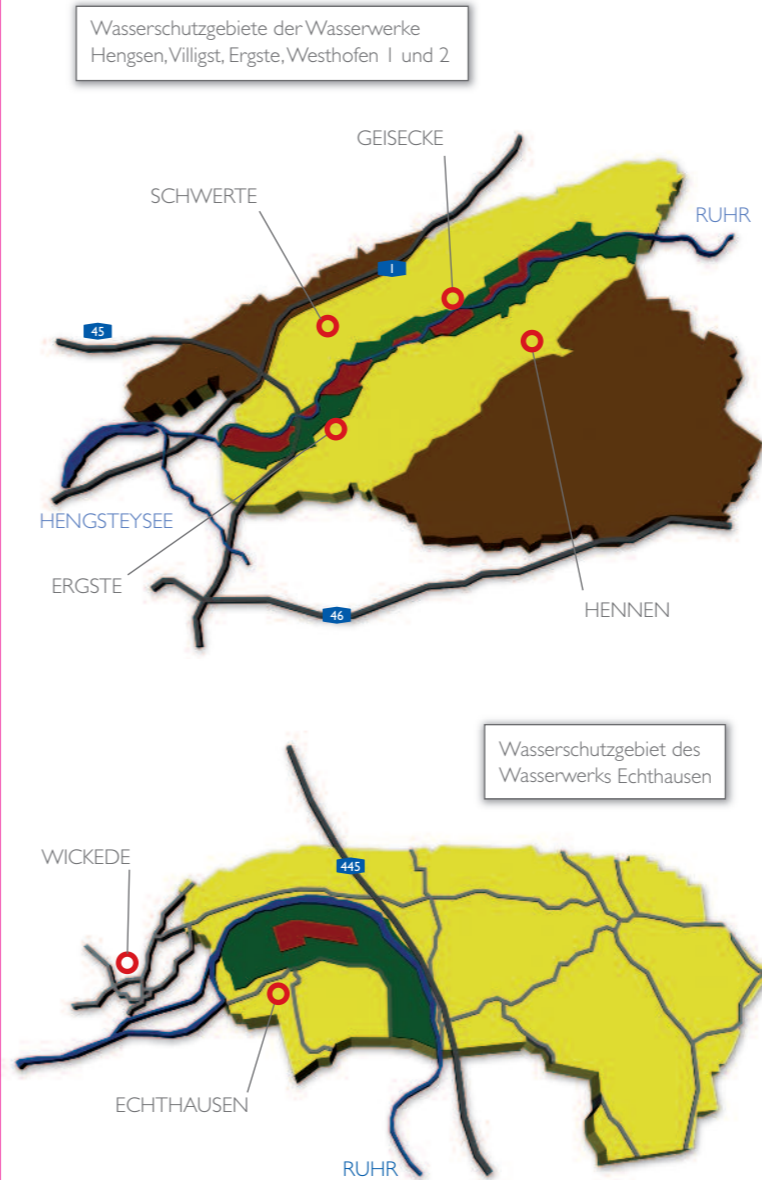 Wasserschutzgebiete der Wasserwerke
Hengsen, Villigst, Ergste, Westhofen 1 und 2
GEISECKE
SCHWERTE
RUHR
1
45
HENGSTEYSEE
ERGSTE
46
HENNEN
Wasserschutzgebiet des
Wasserwerks Echthausen
WICKEDE
445
ECHTHAUSEN
RUHR